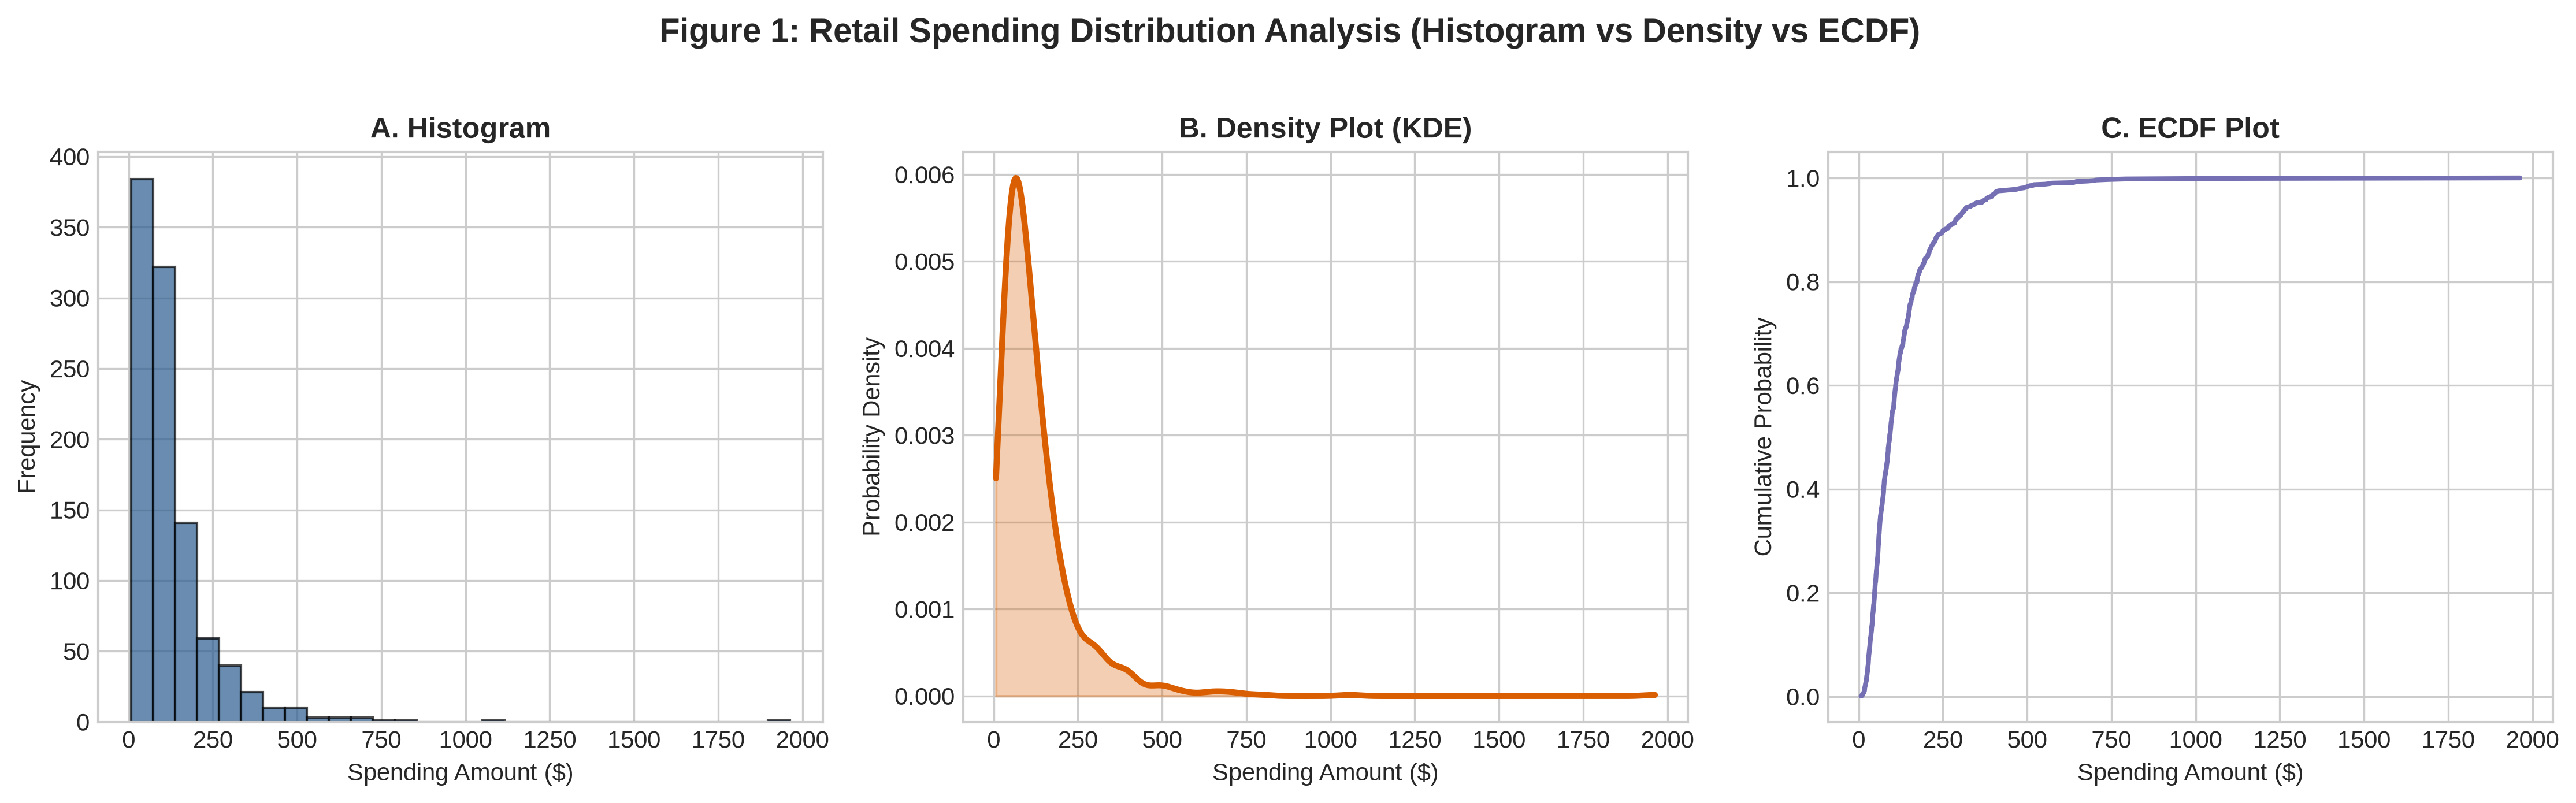 Figure 1: Retail Spending Distribution Analysis (Histogram vs Density vs ECDF)
A. Histogram
400
350
300
250
200
150
100
50
0
Frequency
0 250 500 750 1000 1250 1500 1750 2000
Spending Amount ($)
B. Density Plot (KDE)
0.006
0.005
0.004
0.003
0.002
0.001
0.000
Probability Density
0 250 500 750 1000 1250 1500 1750 2000
Spending Amount ($)
C. ECDF Plot
1.0
0.8
0.6
0.4
0.2
0.0
Cumulative Probability
0 250 500 750 1000 1250 1500 1750 2000
Spending Amount ($)